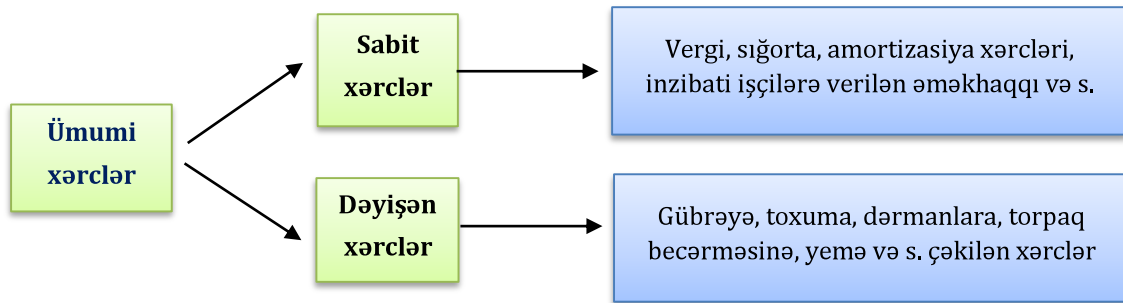 Ümumi
xərclər
Sabit
xərclər
Vergi, sığorta, amortizasiya xərcləri,
inzibati işçilərə verilən əməkhaqqı və s.
Dəyişən
xərclər
Gübrəyə, toxuma, dərmanlara, torpaq
becərməsinə, yemə və s. çəkilən xərclər